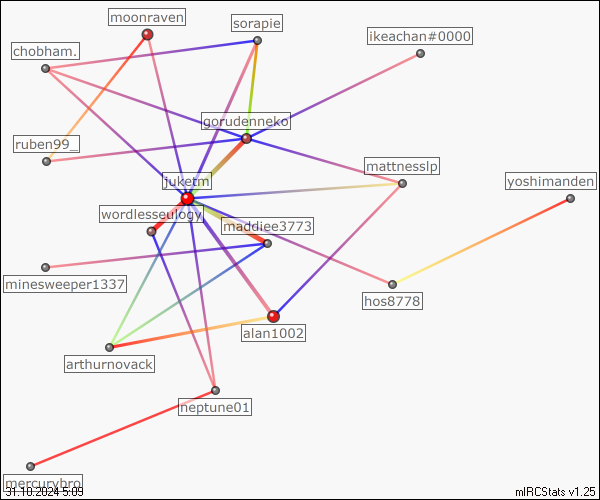 moonraven
sorapie
ikeachan#0000
chobham.
gorudenneko
ruben99_
mattnesslp
juketm
yoshimanden
wordlesseulogy
maddiee3773
minesweeper1337
hos8778
alan1002
arthurnovack
neptune01
mercurybro
31.10.2024 5:09
mIRCStats v1.25